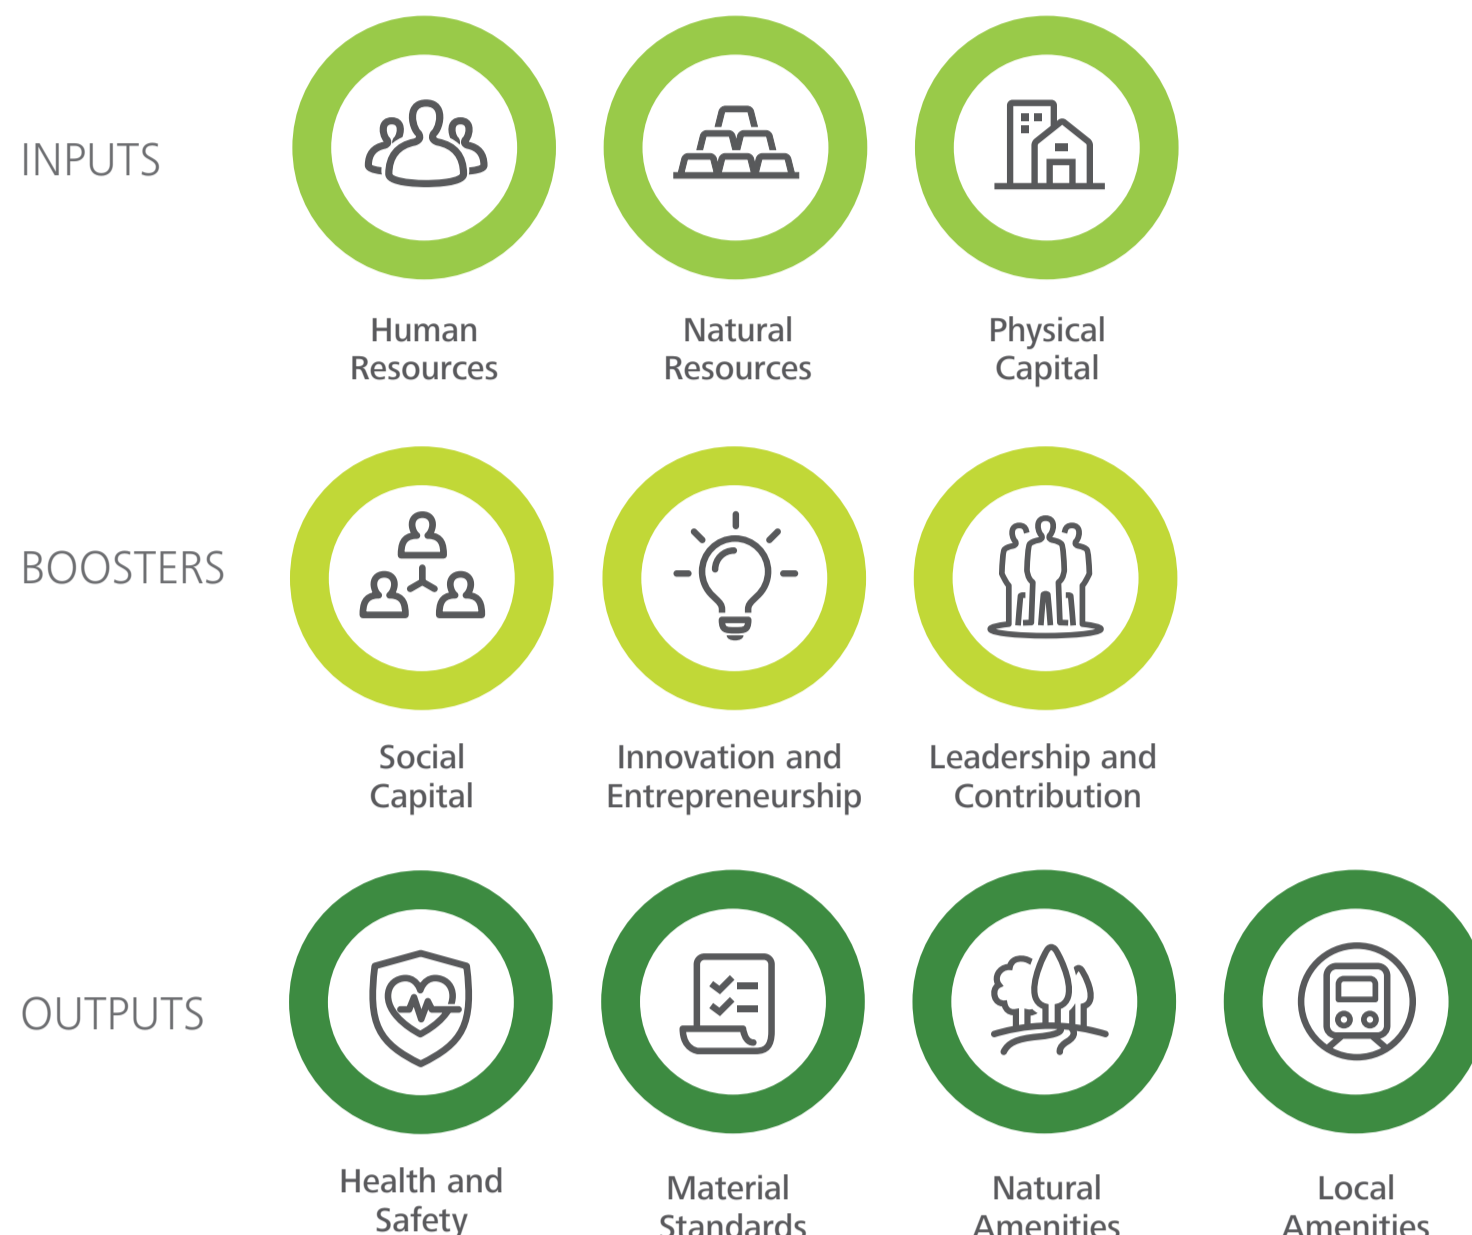 INPUTS
Human
Resources
Natural
Resources
Physical
Capital
BOOSTERS
Social
Capital
Innovation and
Entrepreneurship
Leadership and
Contribution
OUTPUTS
Health and
Safety
Material
Standards
Natural
Amenities
Local
Amenities